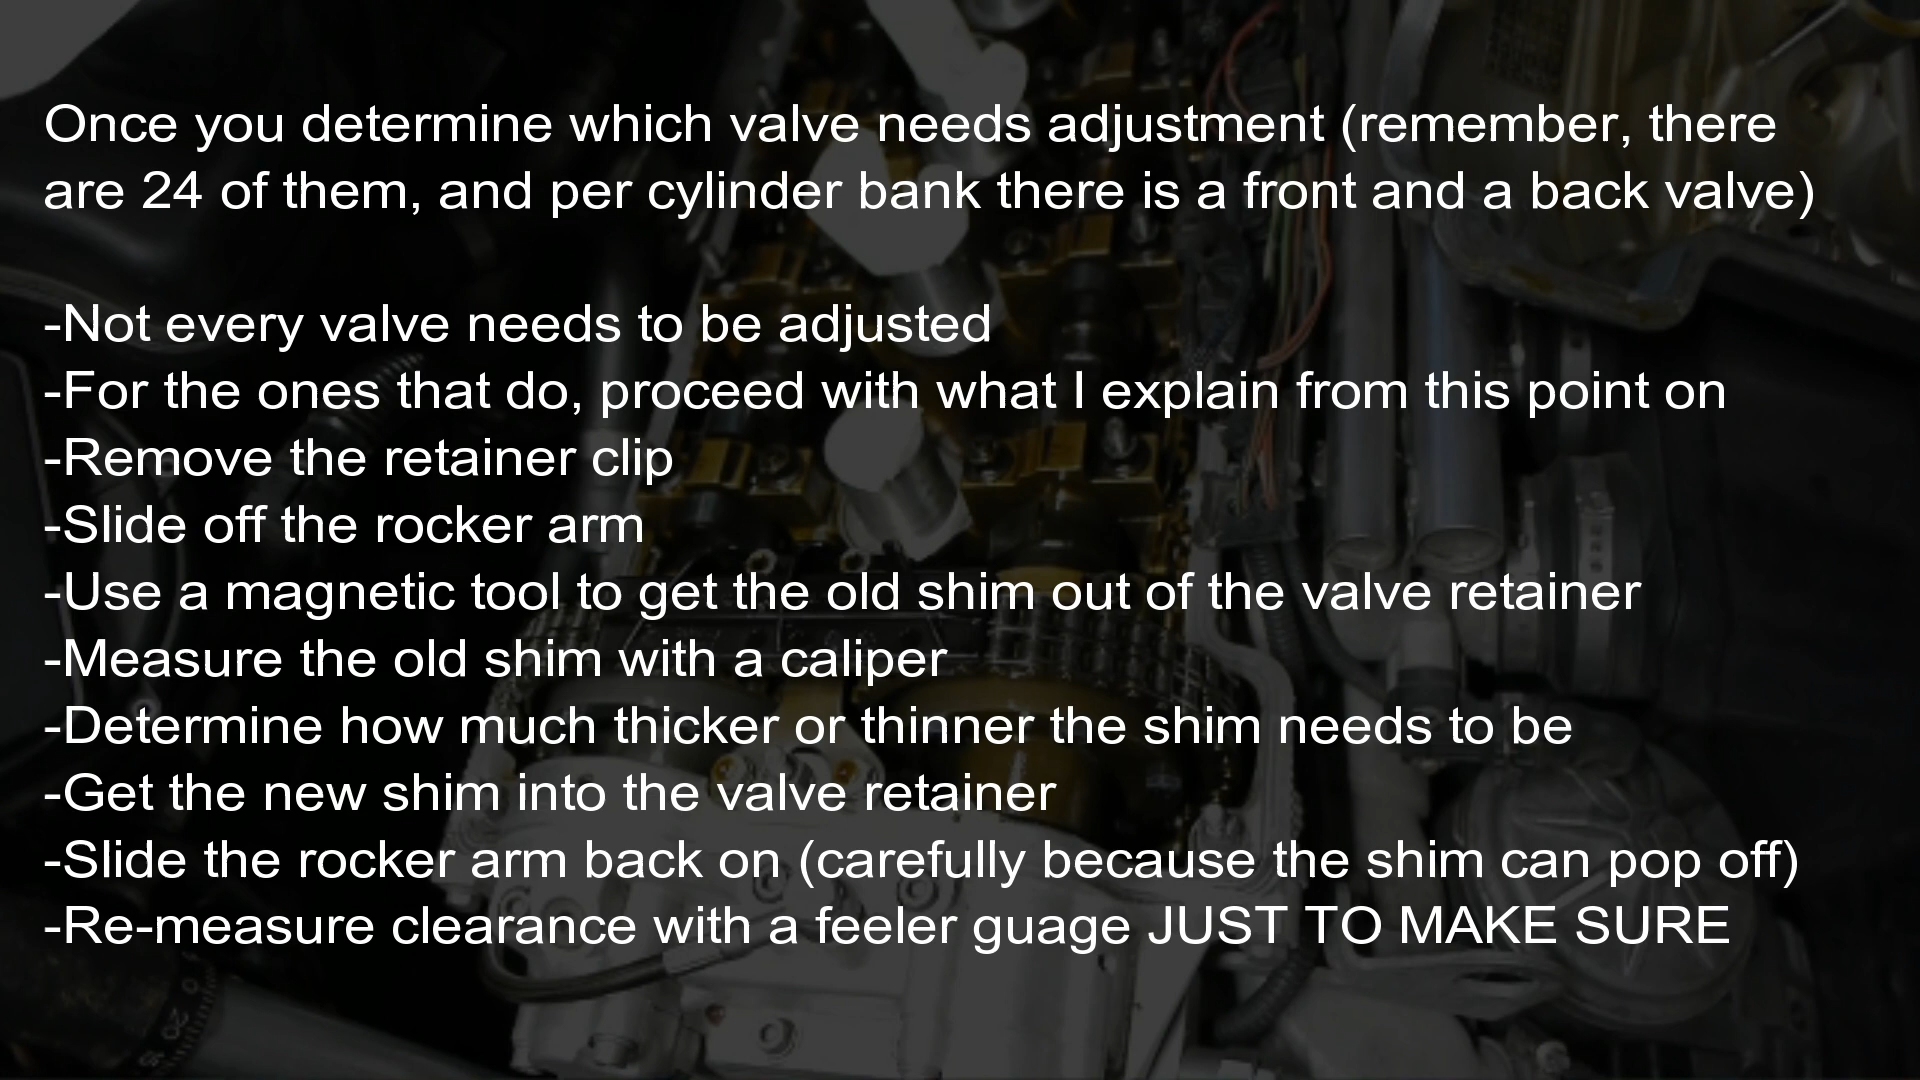 Once you determine which valve needs adjustment (remember, there
are 24 of them, and per cylinder bank there is a front and a back valve)
-Not every valve needs to be adjusted
-For the ones that do, proceed with what I explain from this point on
-Remove the retainer clip
-Slide off the rocker arm
-Use a magnetic tool to get the old shim out of the valve retainer
-Measure the old shim with a caliper
-Determine how much thicker or thinner the shim needs to be
-Get the new shim into the valve retainer
-Slide the rocker arm back on (carefully because the shim can pop off)
-Re-measure clearance with a feeler guage JUST TO MAKE SURE
0
20